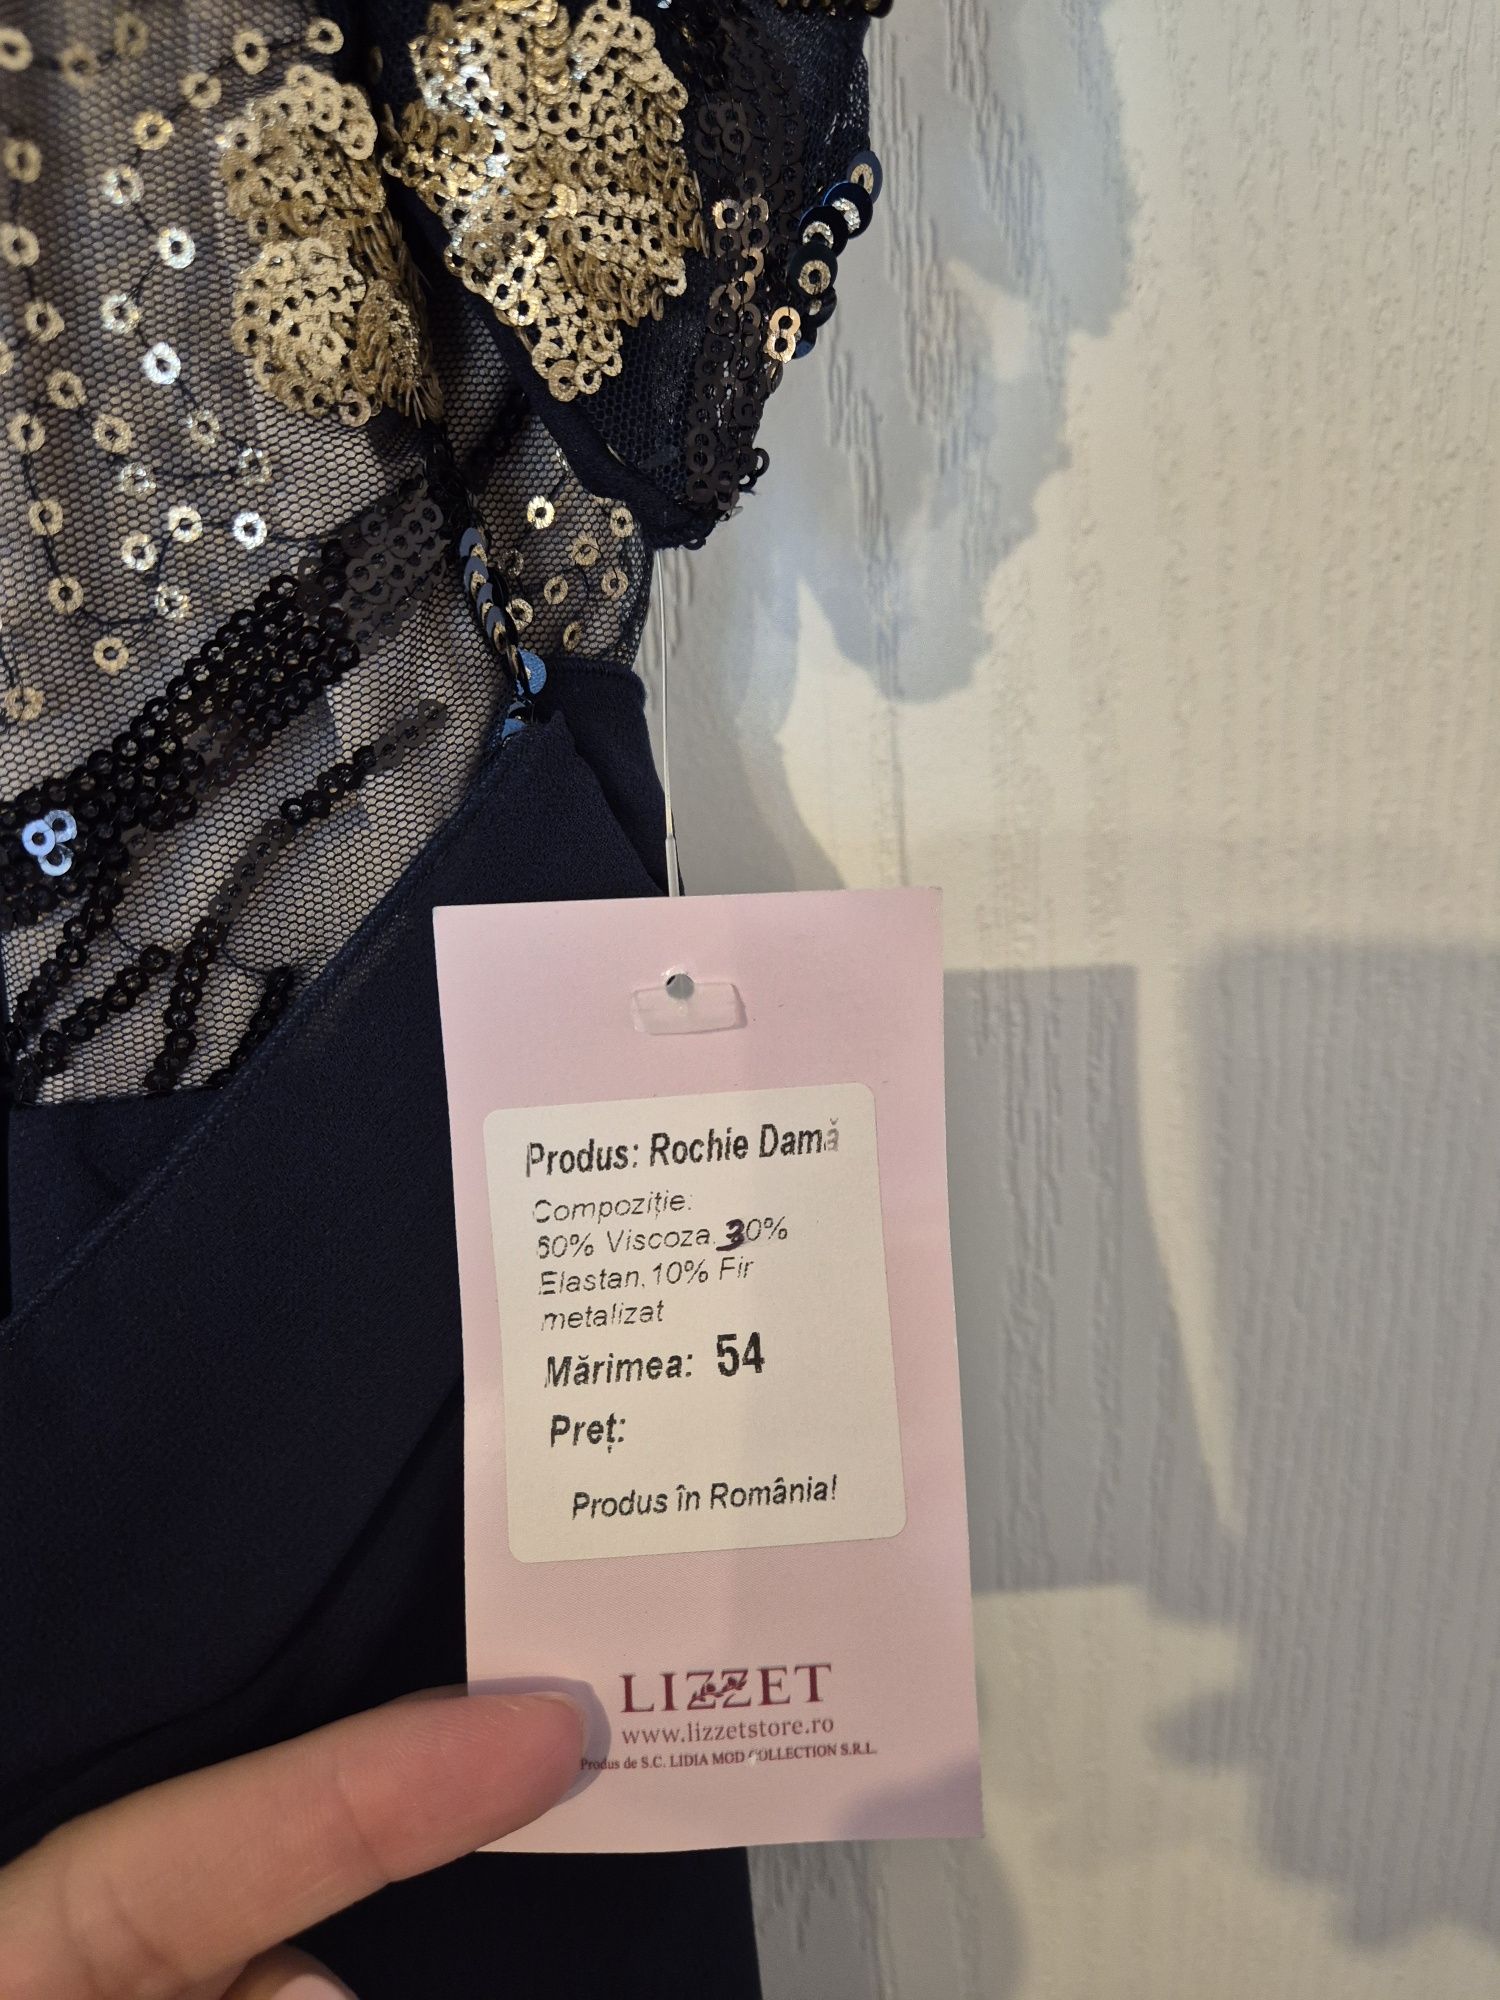 Produs: Rochie Damă
Compoziție:
60% Viscoza, 30%
Elastan, 10% Fir
metalizat
Mărimea: 54
Preț:
Produs în România!
LIZZET
www.lizzetstore.ro
Produs de S.C. LIDIA MOD COLLECTION S.R.L.